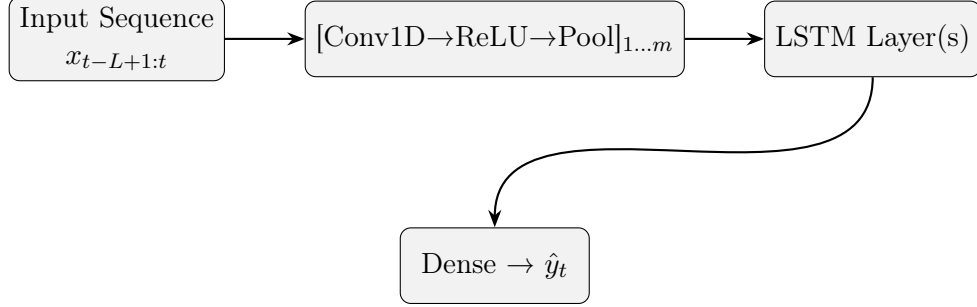 Input Sequence
x_{t−L+1:t}
[Conv1D→ReLU→Pool]_{1...m}
LSTM Layer(s)
Dense → ŷ_t